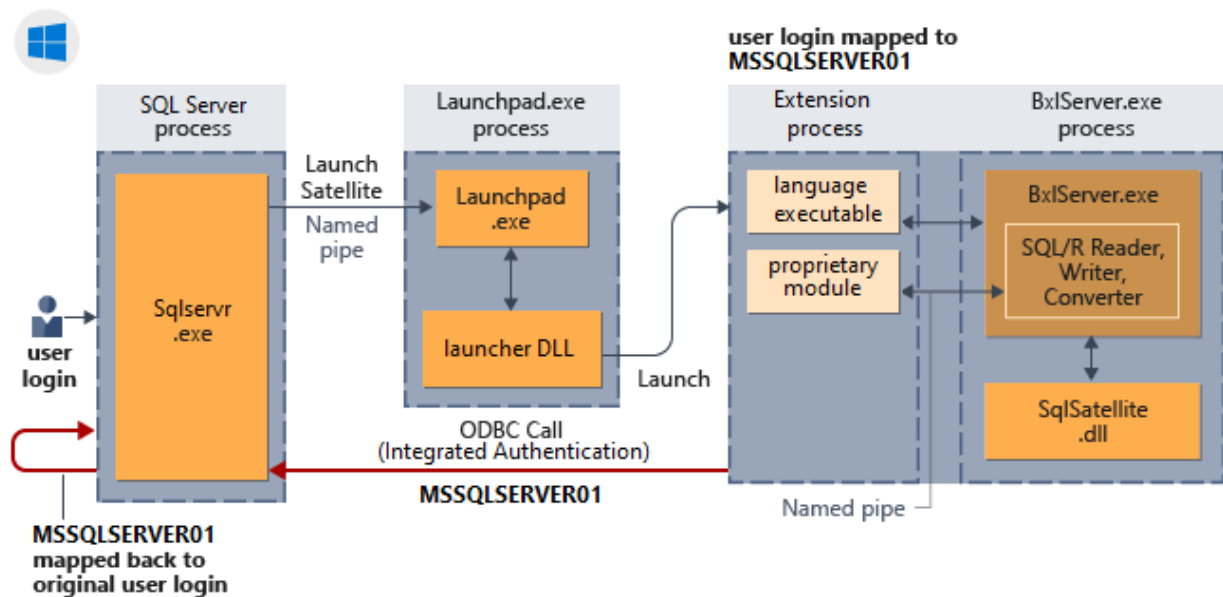 user login mapped to
MSSQLSERVER01
SQL Server
process
Launchpad.exe
process
Extension
process
BxlServer.exe
process
Launch
Satellite
Named
pipe
Launchpad
.exe
language
executable
BxlServer.exe
SQL/R Reader,
Writer,
Converter
proprietary
module
Sqlservr
.exe
launcher DLL
user
login
Launch
SqlSatellite
.dll
ODBC Call
(Integrated Authentication)
MSSQLSERVER01
Named pipe
MSSQLSERVER01
mapped back to
original user login